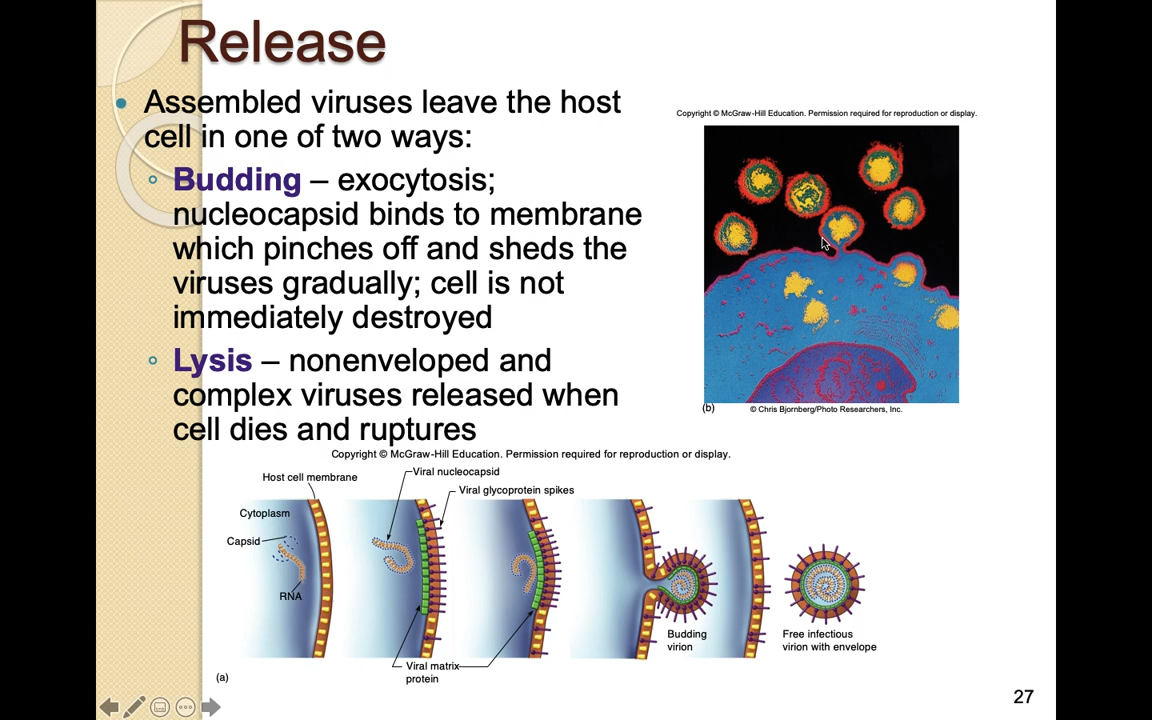 Release
Assembled viruses leave the host
cell in one of two ways:
Budding – exocytosis;
nucleocapsid binds to membrane
which pinches off and sheds the
viruses gradually; cell is not
immediately destroyed
Lysis – nonenveloped and
complex viruses released when
cell dies and ruptures
Copyright © McGraw-Hill Education. Permission required for reproduction or display.
(b)
© Chris Bjornberg/Photo Researchers, Inc.
Copyright © McGraw-Hill Education. Permission required for reproduction or display.
Host cell membrane
Viral nucleocapsid
Viral glycoprotein spikes
Cytoplasm
Capsid
RNA
Viral matrix
protein
Budding
virion
Free infectious
virion with envelope
(a)
27